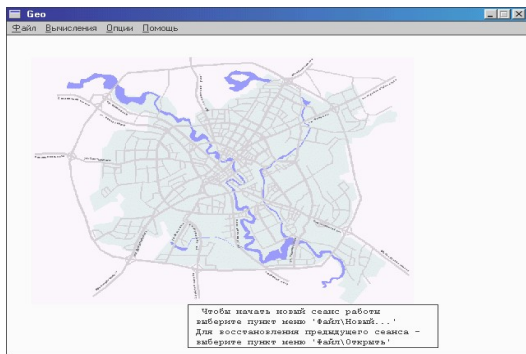 Geo
Файл Вычисления Опции Помощь
Чтобы начать новый сеанс работы
выберите пункт меню 'Файл\Новый...'
Для восстановления предыдущего сеанса -
выберите пункт меню 'Файл\Открыть'